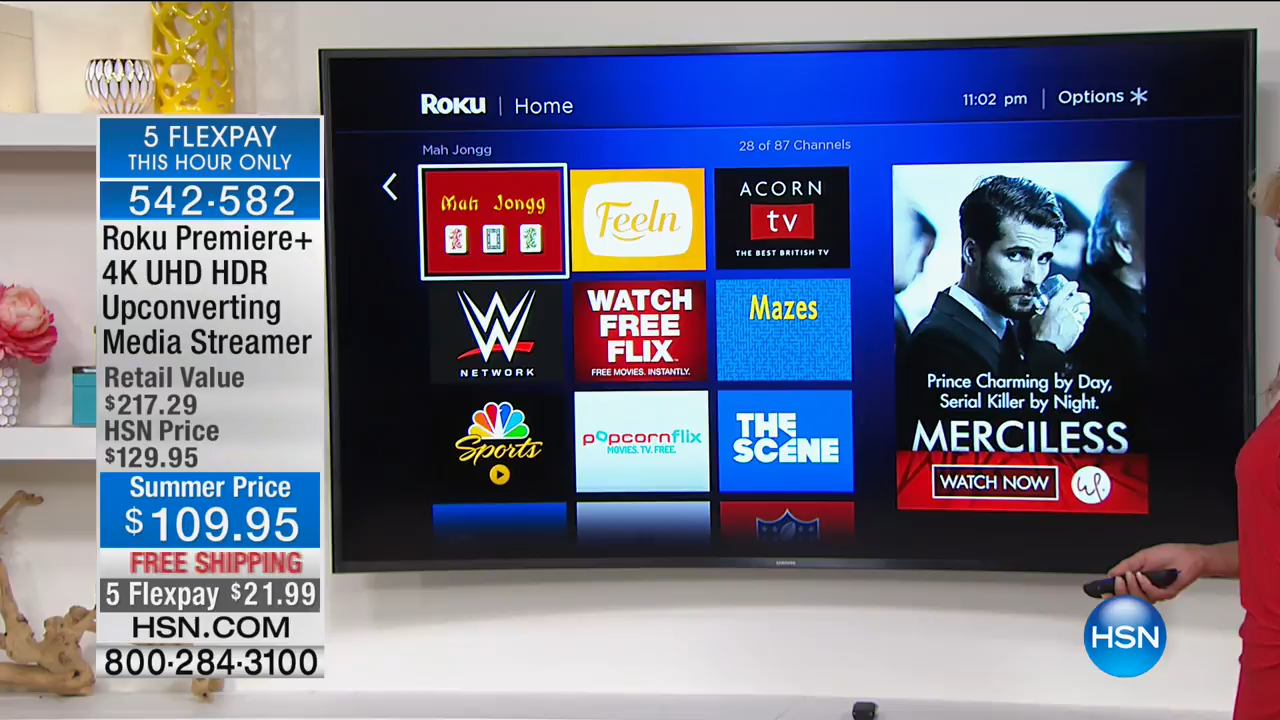 5 FLEXPAY
THIS HOUR ONLY
542-582
Roku Premiere+
4K UHD HDR
Upconverting
Media Streamer
Retail Value
$217.29
HSN Price
$129.95
Summer Price
$109.95
FREE SHIPPING
5 Flexpay $21.99
HSN.COM
800-284-3100
ROKU | Home
11:02 pm | Options *
Mah Jongg
28 of 87 Channels
Mah Jongg
Feeln
ACORN
tv
THE BEST BRITISH TV
W
NETWORK
WATCH
FREE
FLIX™
FREE MOVIES. INSTANTLY.
Mazes
Sports
popcornflix
MOVIES. TV. FREE.
THE
SCENE
NFL
Prince Charming by Day,
Serial Killer by Night.
MERCILESS
WATCH NOW
SAMSUNG
HSN